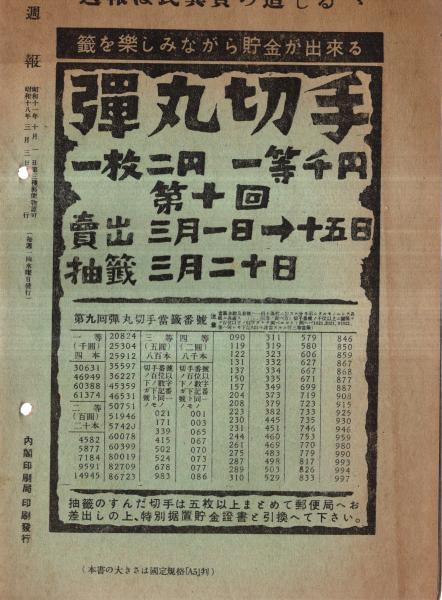 週報
籤を樂しみながら貯金が出來る
彈丸切手
一枚二円 一等千円
第十回
賣出 三月一日→十五日
抽籤 三月二十日
第九回彈丸切手當籤番號
一等
(千圓)
四本
30631
46949
60388
61374
二等
(百圓)
二十本
4582
5877
7184
9591
14945
20824
25304
25912
35597
36227
45359
46531
50751
51946
57420
60078
60399
80019
82709
86723
三等
(五圓)
八百本
021
171
339
415
502
524
678
983
四等
(二圓)
八千本
001
003
065
067
070
073
077
086
090 311 579 846
119 319 580 850
122 323 606 859
131 332 627 863
137 334 667 868
150 335 671 877
157 349 699 887
204 358 719 914
208 379 723 915
223 382 733 925
230 445 735 930
231 451 746 946
244 460 753 959
261 469 770 980
275 483 779 990
287 498 817 993
289 503 826 994
310 529 833 997
抽籤のすんだ切手は五枚以上まとめて郵便局へお
差出しの上、特別据置貯金證書と引換へて下さい。
内閣印刷局印刷發行
(本書の大きさは國定規格「A5」判)